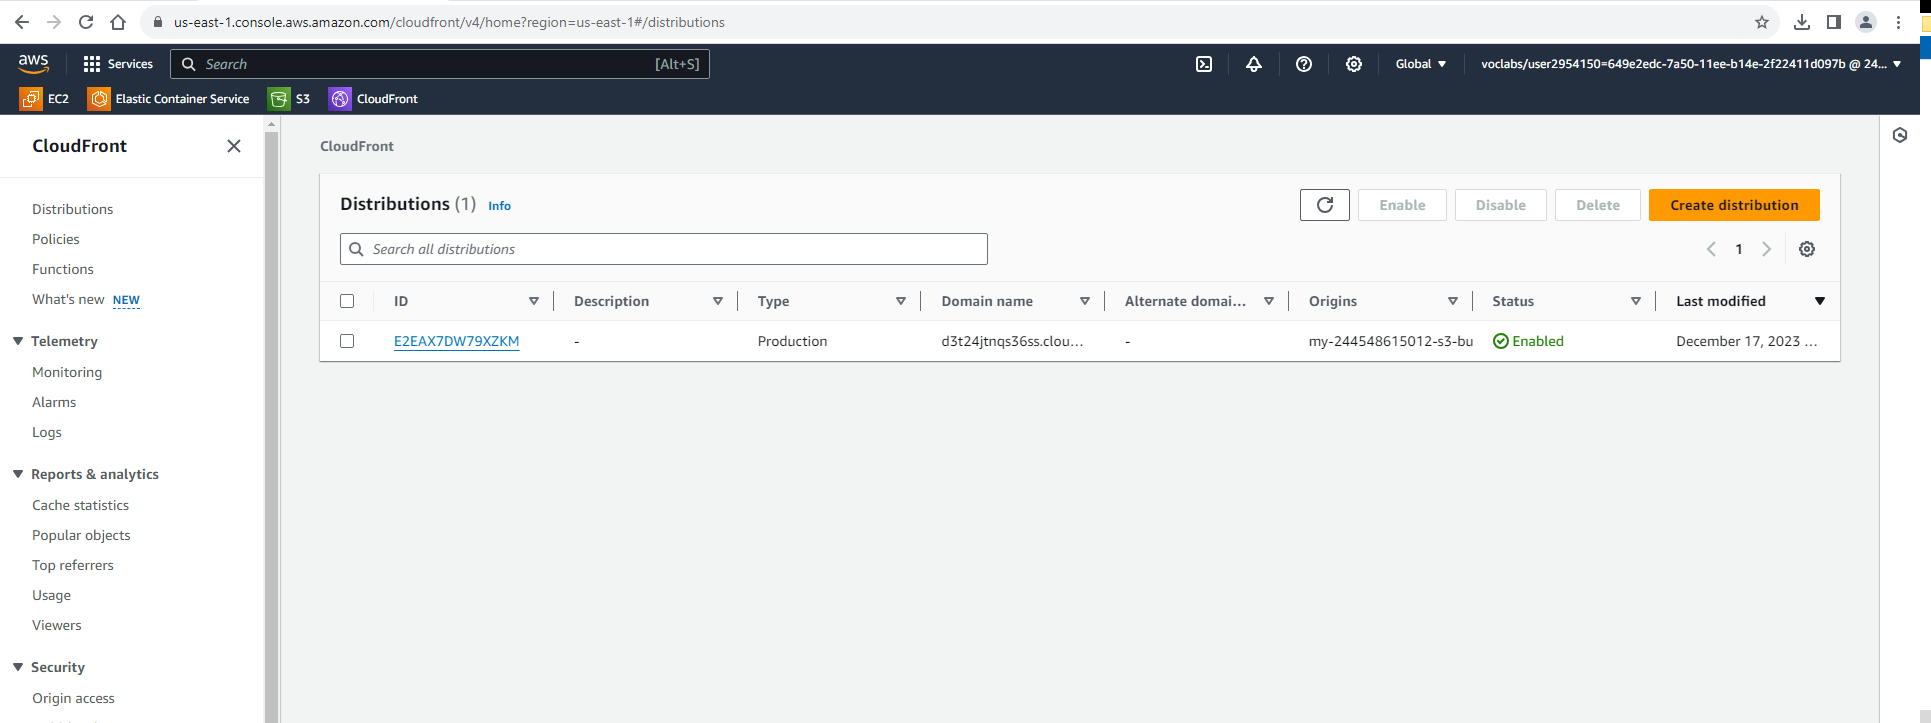 us-east-1.console.aws.amazon.com/cloudfront/v4/home?region=us-east-1#/distributions
aws Services Search [Alt+S] Global voclabs/user2954150=649e2edc-7a50-11ee-b14e-2f22411d097b @ 24...
EC2 Elastic Container Service S3 CloudFront
CloudFront
Distributions
Policies
Functions
What's new NEW
Telemetry
Monitoring
Alarms
Logs
Reports & analytics
Cache statistics
Popular objects
Top referrers
Usage
Viewers
Security
Origin access
CloudFront
Distributions (1) Info Enable Disable Delete Create distribution
Search all distributions 1
ID Description Type Domain name Alternate domai... Origins Status Last modified
E2EAX7DW79XZKM - Production d3t24jtnqs36ss.clou... - my-244548615012-s3-bu Enabled December 17, 2023 ...